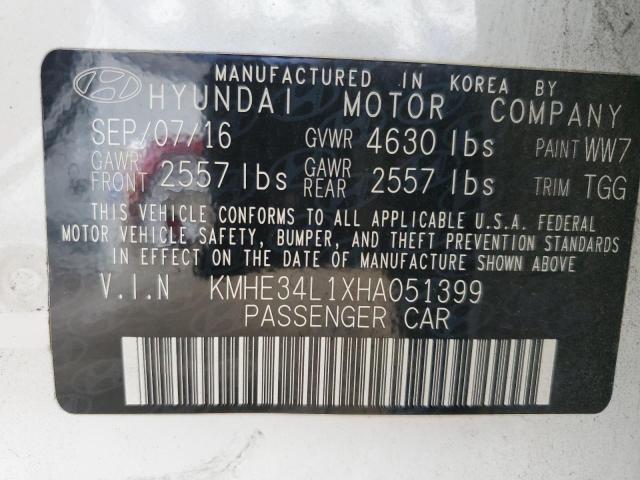 MANUFACTURED IN KOREA BY
HYUNDAI MOTOR COMPANY
SEP/07/16 GVWR 4630 lbs PAINT WW7
GAWR FRONT 2557 lbs GAWR REAR 2557 lbs TRIM TGG
THIS VEHICLE CONFORMS TO ALL APPLICABLE U.S.A. FEDERAL
MOTOR VEHICLE SAFETY, BUMPER, AND THEFT PREVENTION STANDARDS
IN EFFECT ON THE DATE OF MANUFACTURE SHOWN ABOVE.
V.I.N KMHE34L1XHA051399
PASSENGER CAR